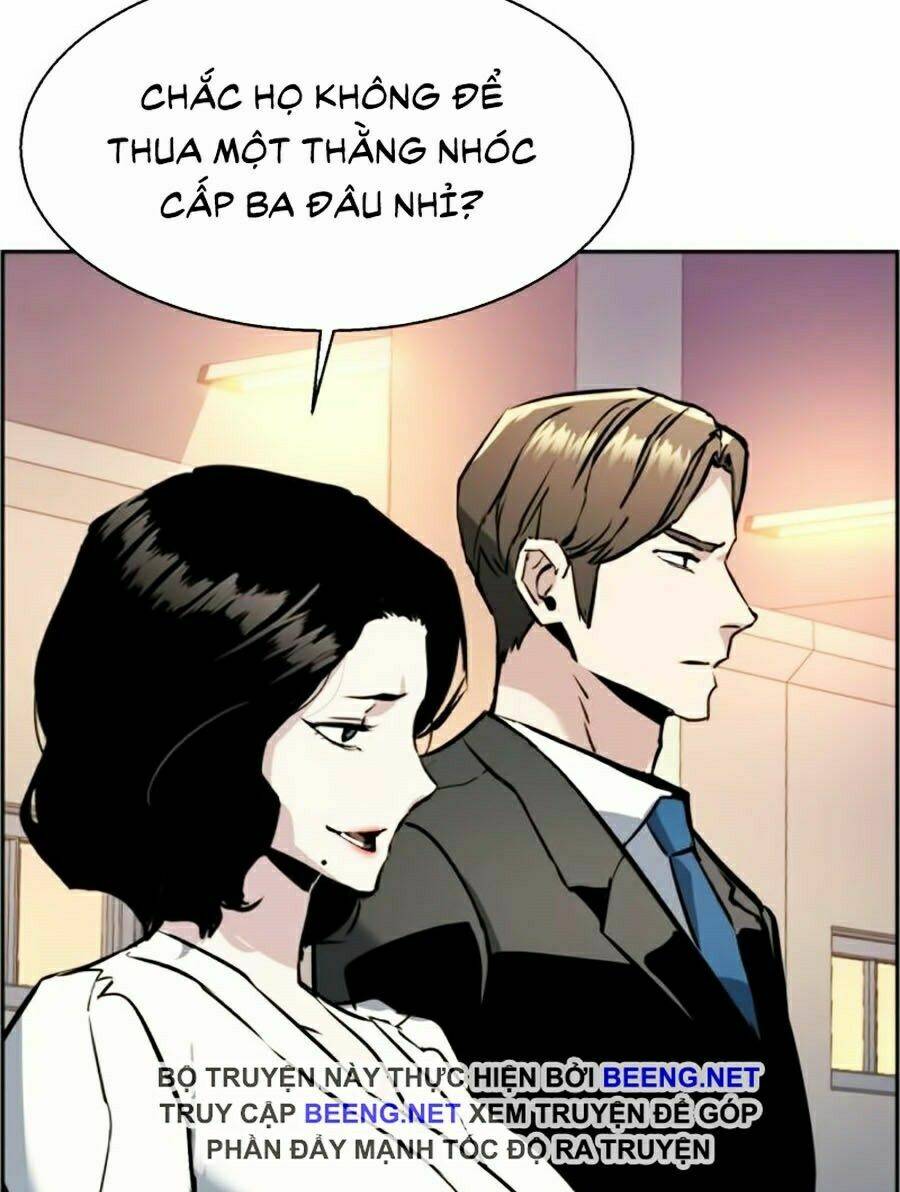 CHẮC HỌ KHÔNG ĐỂ
THUA MỘT THẰNG NHÓC
CẤP BA ĐÂU NHỈ?
BỘ TRUYỆN NÀY THỰC HIỆN BỞI BEENG.NET
TRUY CẬP BEENG.NET XEM TRUYỆN ĐỂ GÓP
PHẦN ĐẨY MẠNH TỐC ĐỘ RA TRUYỆN